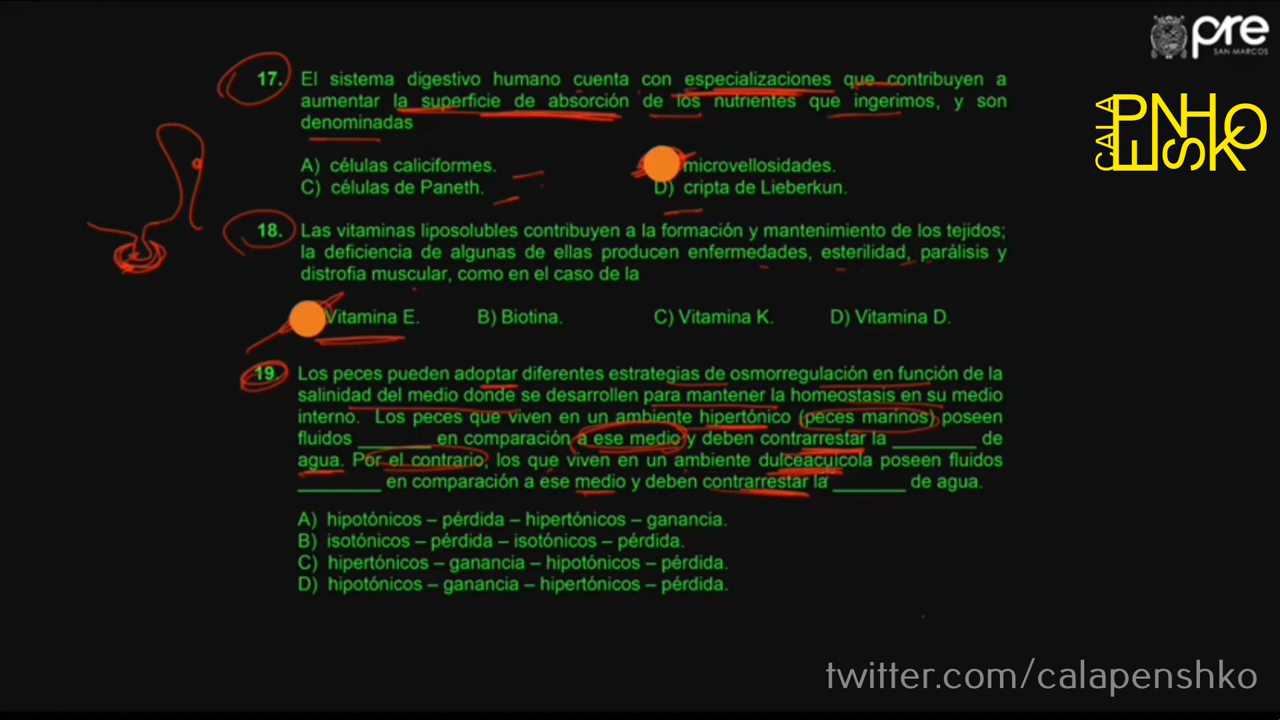 pre
SAN MARCOS
CALA
PENSHKO
17. El sistema digestivo humano cuenta con especializaciones que contribuyen a
aumentar la superficie de absorción de los nutrientes que ingerimos, y son
denominadas
A) células caliciformes. microvellosidades.
C) células de Paneth. D) cripta de Lieberkun.
18. Las vitaminas liposolubles contribuyen a la formación y mantenimiento de los tejidos;
la deficiencia de algunas de ellas producen enfermedades, esterilidad, parálisis y
distrofia muscular, como en el caso de la
Vitamina E. B) Biotina. C) Vitamina K. D) Vitamina D.
19. Los peces pueden adoptar diferentes estrategias de osmorregulación en función de la
salinidad del medio donde se desarrollen para mantener la homeostasis en su medio
interno. Los peces que viven en un ambiente hipertónico (peces marinos) poseen
fluidos _______ en comparación a ese medio y deben contrarrestar la ________ de
agua. Por el contrario, los que viven en un ambiente dulceacuícola poseen fluidos
________ en comparación a ese medio y deben contrarrestar la _______ de agua.
A) hipotónicos – pérdida – hipertónicos – ganancia.
B) isotónicos – pérdida – isotónicos – pérdida.
C) hipertónicos – ganancia – hipotónicos – pérdida.
D) hipotónicos – ganancia – hipertónicos – pérdida.
twitter.com/calapenshko